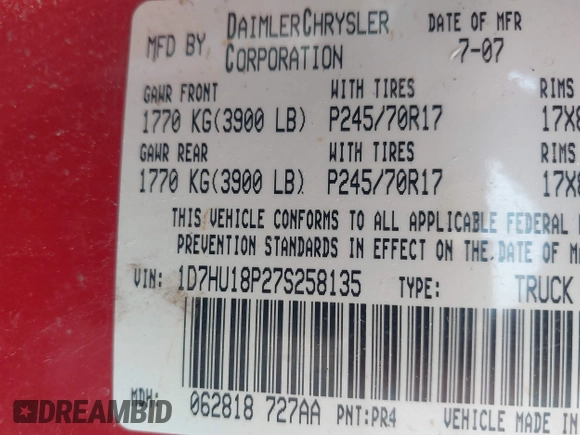 MFD BY DAIMLERCHRYSLER CORPORATION DATE OF MFR 7-07
GAWR FRONT WITH TIRES RIMS
1770 KG(3900 LB) P245/70R17 17X8
GAWR REAR WITH TIRES RIMS
1770 KG(3900 LB) P245/70R17 17X8
THIS VEHICLE CONFORMS TO ALL APPLICABLE FEDERAL
PREVENTION STANDARDS IN EFFECT ON THE DATE OF
VIN: 1D7HU18P27S258135 TYPE: TRUCK
MDH: 062818 727AA PNT:PR4 VEHICLE MADE IN
DREAMBID